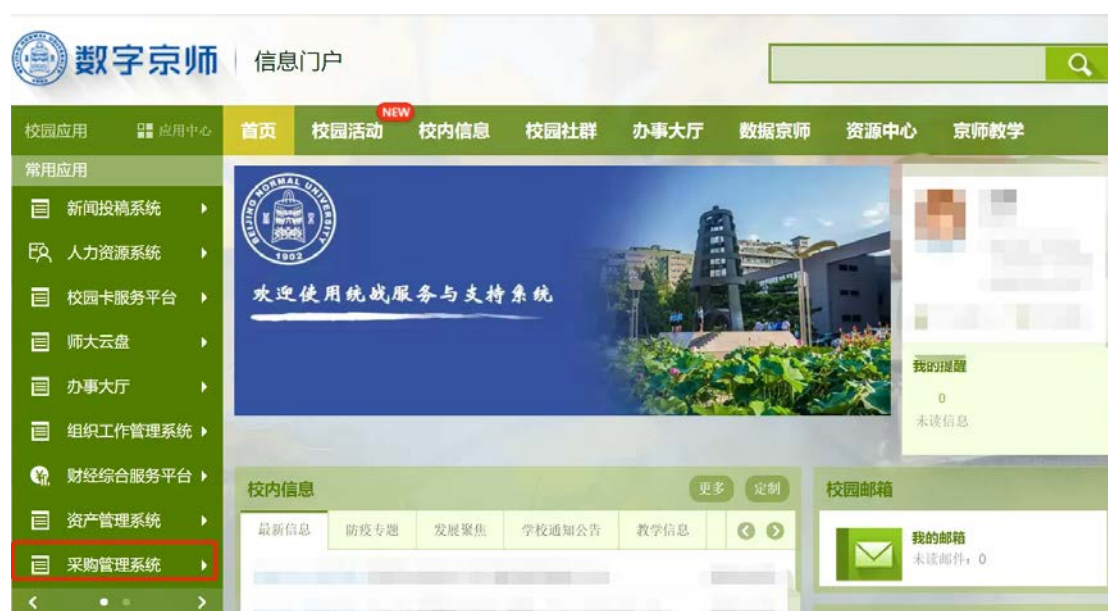 数字京师
信息门户
校园应用 应用中心
首页 校园活动 NEW 校内信息 校园社群 办事大厅 数据京师 资源中心 京师教学
常用应用
新闻投稿系统
人力资源系统
校园卡服务平台
师大云盘
办事大厅
组织工作管理系统
财经综合服务平台
资产管理系统
采购管理系统
BEIJING NORMAL UNIVERSITY
1902
欢迎使用统战服务与支持系统
我的提醒
0
未读信息
校内信息 更多 定制
最新信息 防疫专题 发展聚焦 学校通知公告 教学信息
校园邮箱
我的邮箱
未读邮件：0